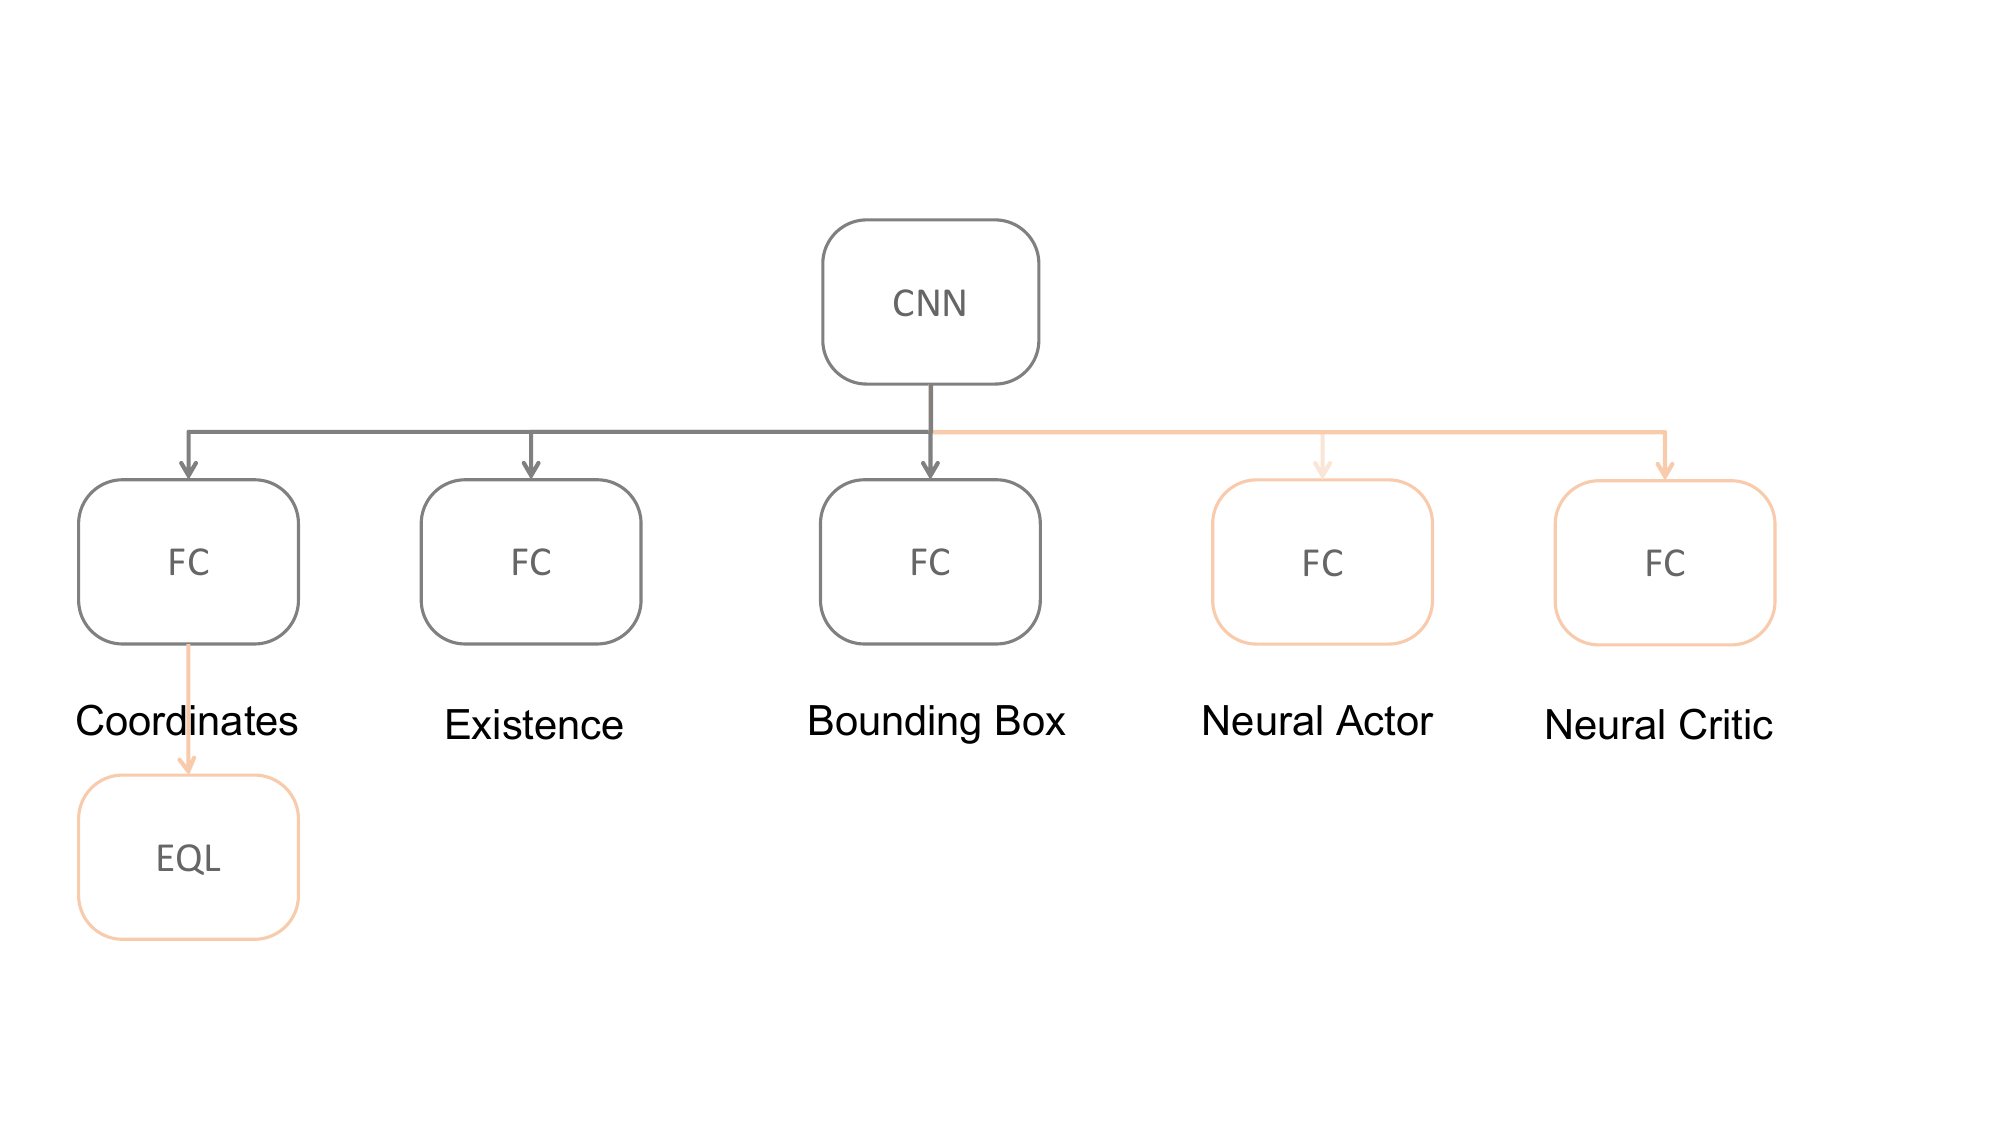 CNN
FC FC FC FC FC
Coordinates Existence Bounding Box Neural Actor Neural Critic
EQL